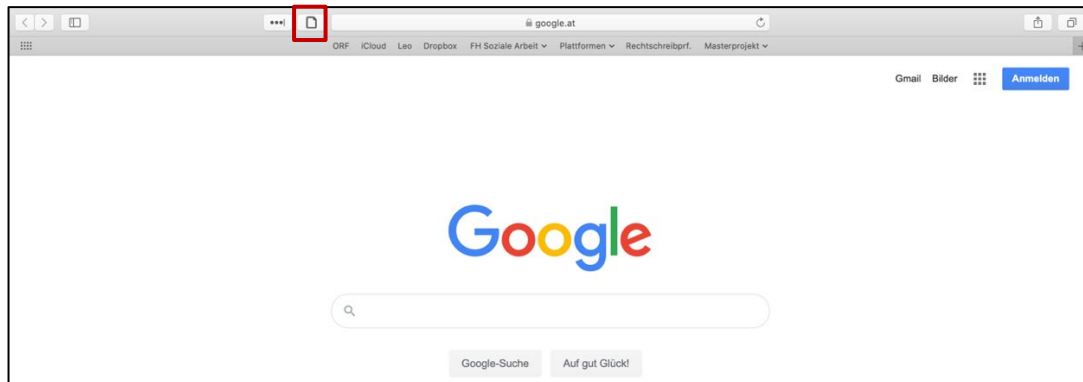 google.at
ORF iCloud Leo Dropbox FH Soziale Arbeit Plattformen Rechtschreibprf. Masterprojekt
Gmail Bilder Anmelden
Google
Google-Suche Auf gut Glück!